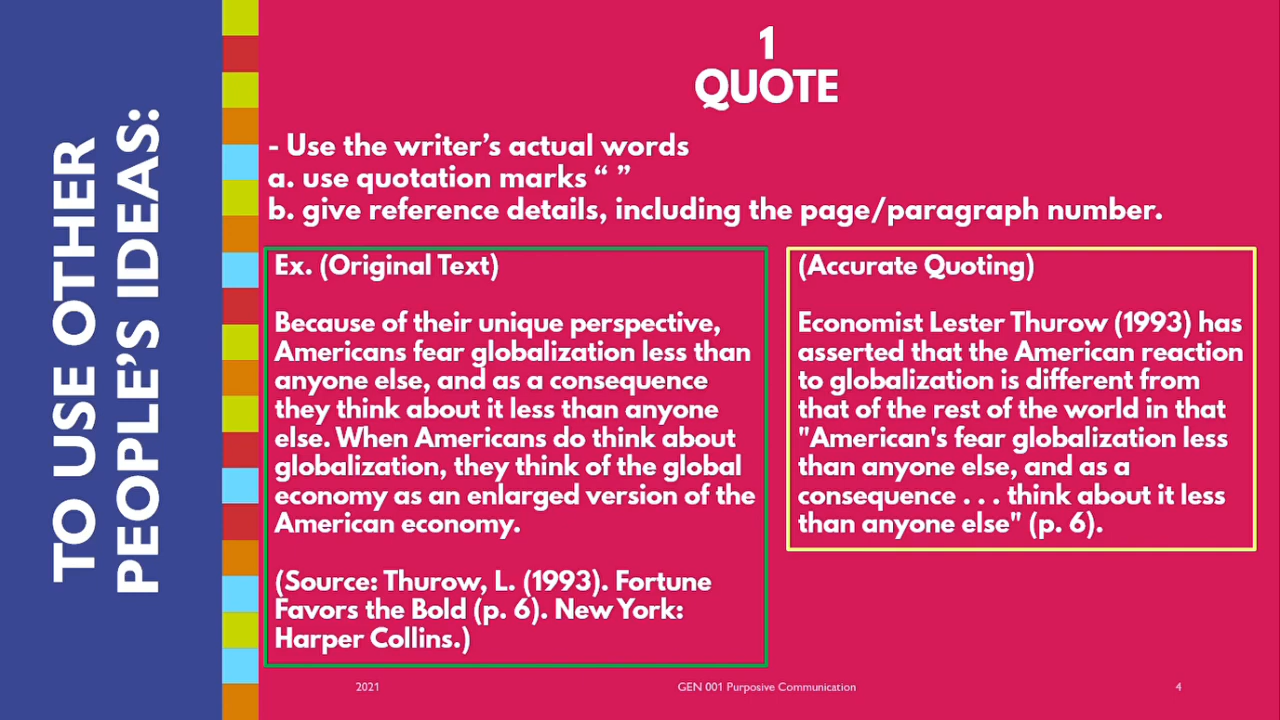 TO USE OTHER
PEOPLE'S IDEAS:
1
QUOTE
- Use the writer's actual words
a. use quotation marks “ ”
b. give reference details, including the page/paragraph number.
Ex. (Original Text)
Because of their unique perspective,
Americans fear globalization less than
anyone else, and as a consequence
they think about it less than anyone
else. When Americans do think about
globalization, they think of the global
economy as an enlarged version of the
American economy.
(Source: Thurow, L. (1993). Fortune
Favors the Bold (p. 6). New York:
Harper Collins.)
(Accurate Quoting)
Economist Lester Thurow (1993) has
asserted that the American reaction
to globalization is different from
that of the rest of the world in that
"American's fear globalization less
than anyone else, and as a
consequence . . . think about it less
than anyone else" (p. 6).
2021
GEN 001 Purposive Communication
4